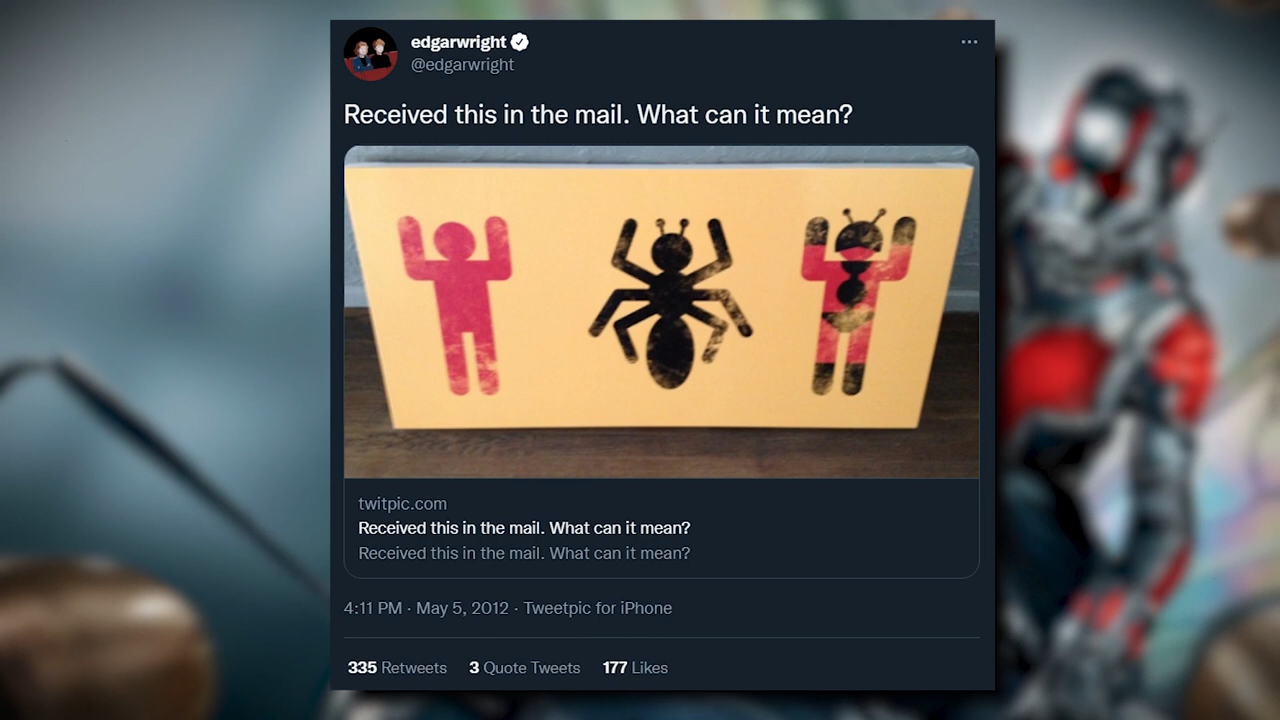 edgarwright
@edgarwright
Received this in the mail. What can it mean?
twitpic.com
Received this in the mail. What can it mean?
Received this in the mail. What can it mean?
4:11 PM · May 5, 2012 · Tweetpic for iPhone
335 Retweets 3 Quote Tweets 177 Likes